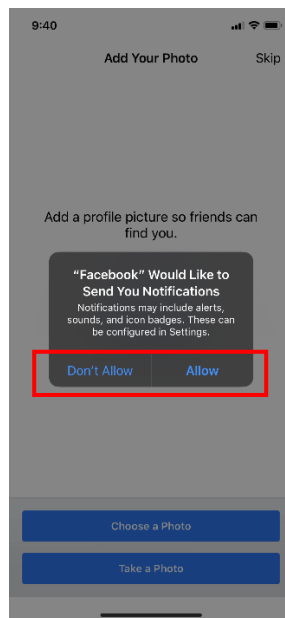 9:40
Add Your Photo Skip
Add a profile picture so friends can
find you.
“Facebook” Would Like to
Send You Notifications
Notifications may include alerts,
sounds, and icon badges. These can
be configured in Settings.
Don’t Allow Allow
Choose a Photo
Take a Photo